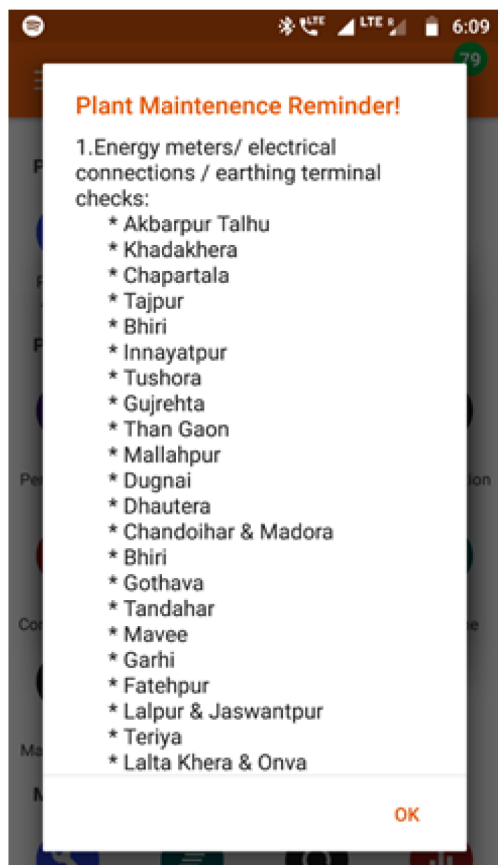 LTE LTE R 6:09
79
Plant Maintenence Reminder!
1.Energy meters/ electrical
connections / earthing terminal
checks:
* Akbarpur Talhu
* Khadakhera
* Chapartala
* Tajpur
* Bhiri
* Innayatpur
* Tushora
* Gujrehta
* Than Gaon
* Mallahpur
* Dugnai
* Dhautera
* Chandoihar & Madora
* Bhiri
* Gothava
* Tandahar
* Mavee
* Garhi
* Fatehpur
* Lalpur & Jaswantpur
* Teriya
* Lalta Khera & Onva
OK